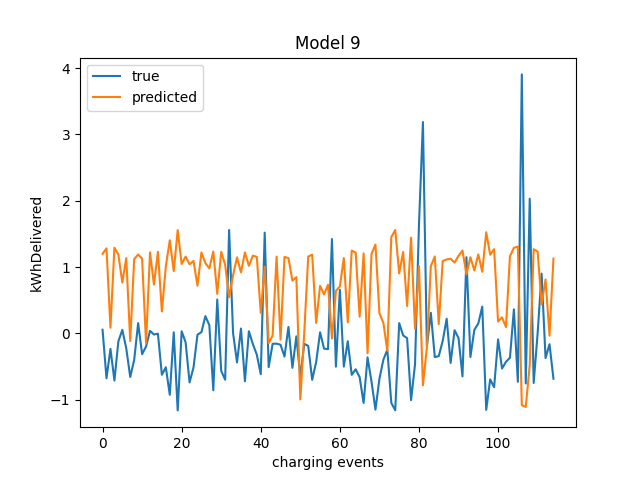 Model 9
true
predicted
kWhDelivered
4
3
2
1
0
−1
0 20 40 60 80 100
charging events